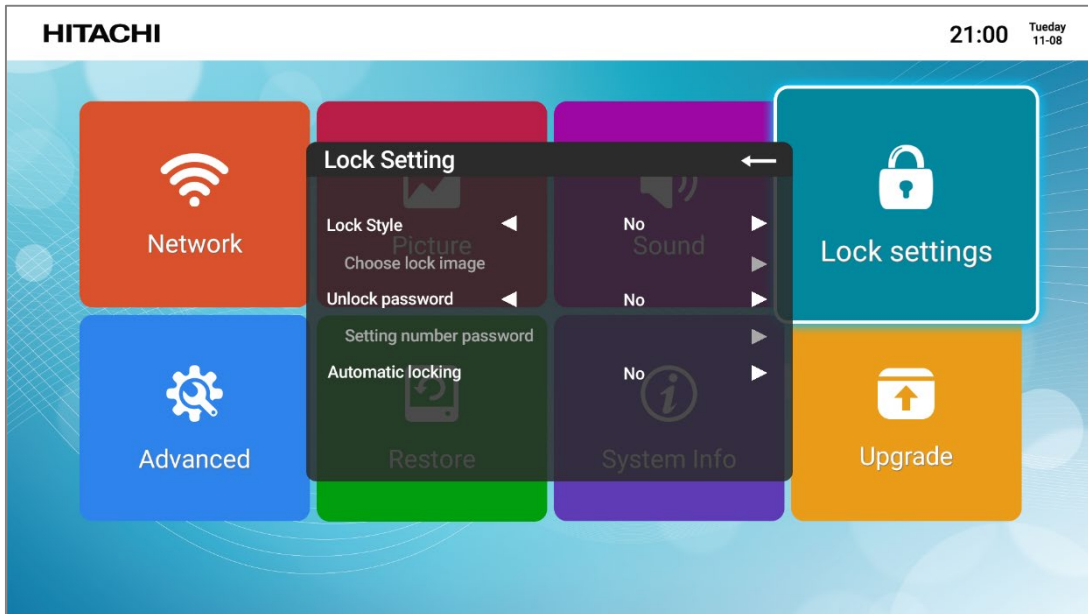 HITACHI
21:00
Tueday
11-08
Network
Picture
Sound
Lock settings
Lock Setting
Lock Style No
Choose lock image
Unlock password No
Setting number password
Automatic locking No
Advanced
Restore
System Info
Upgrade